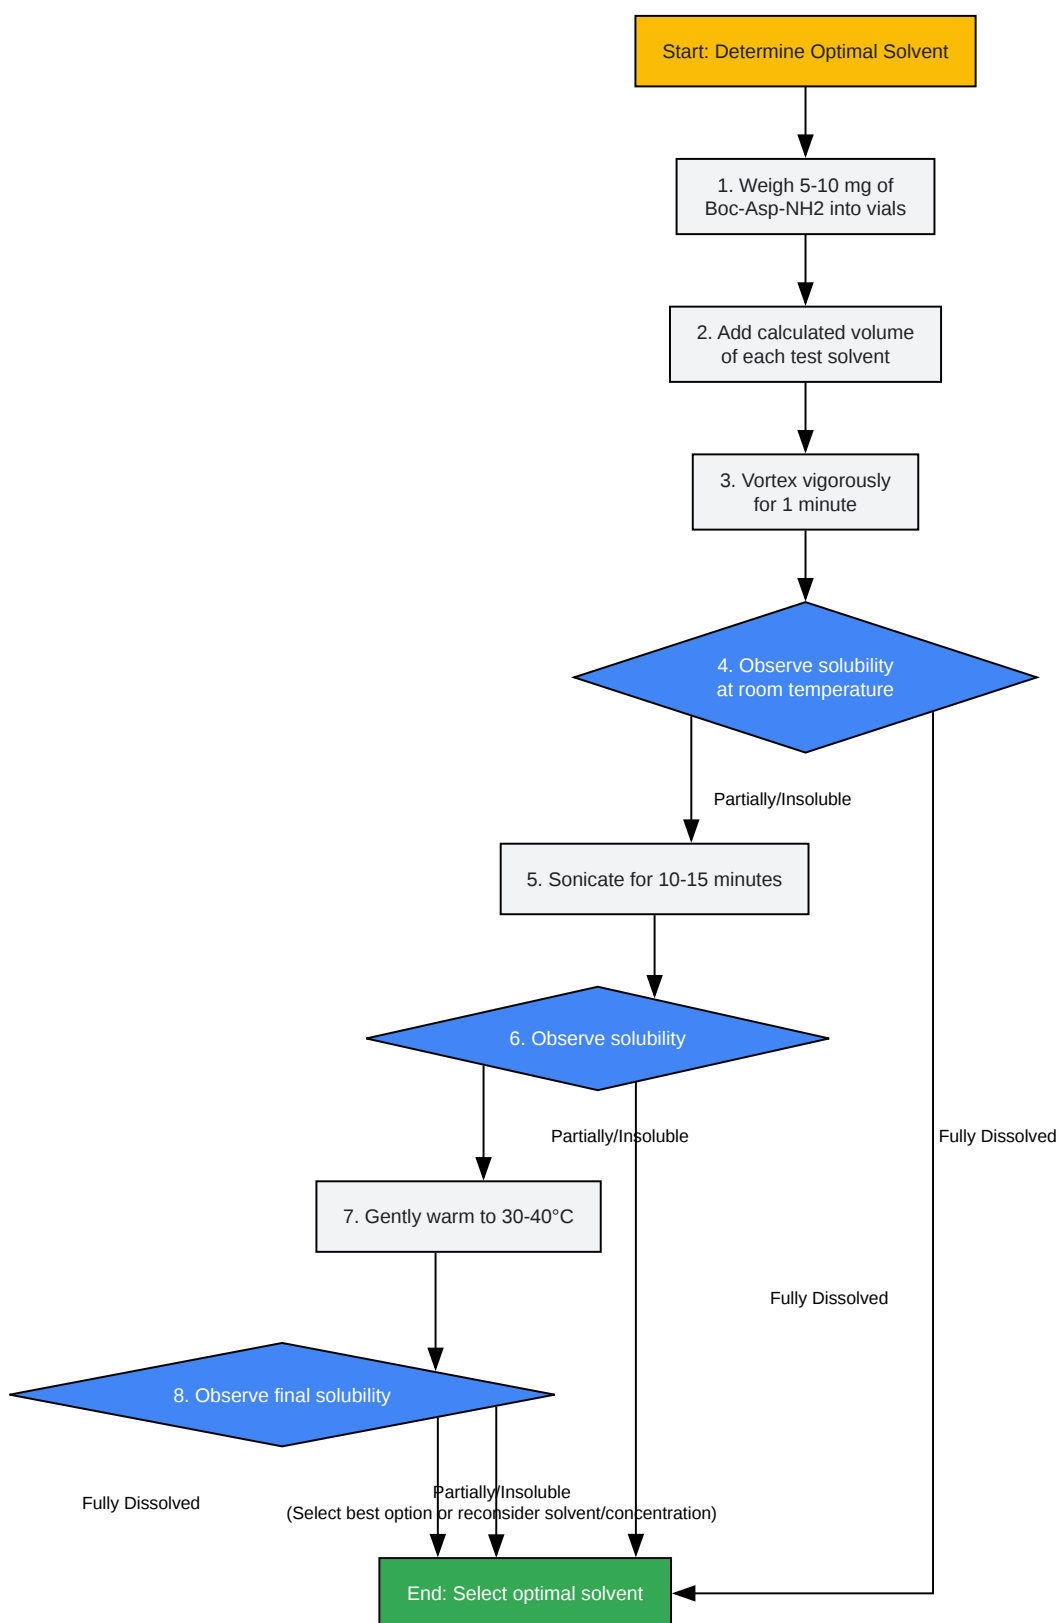 Start: Determine Optimal Solvent
1. Weigh 5-10 mg of
Boc-Asp-NH2 into vials
2. Add calculated volume
of each test solvent
3. Vortex vigorously
for 1 minute
4. Observe solubility
at room temperature
Partially/Insoluble
5. Sonicate for 10-15 minutes
6. Observe solubility
Partially/Insoluble
Fully Dissolved
7. Gently warm to 30-40°C
Fully Dissolved
8. Observe final solubility
Fully Dissolved
Partially/Insoluble
(Select best option or reconsider solvent/concentration)
End: Select optimal solvent